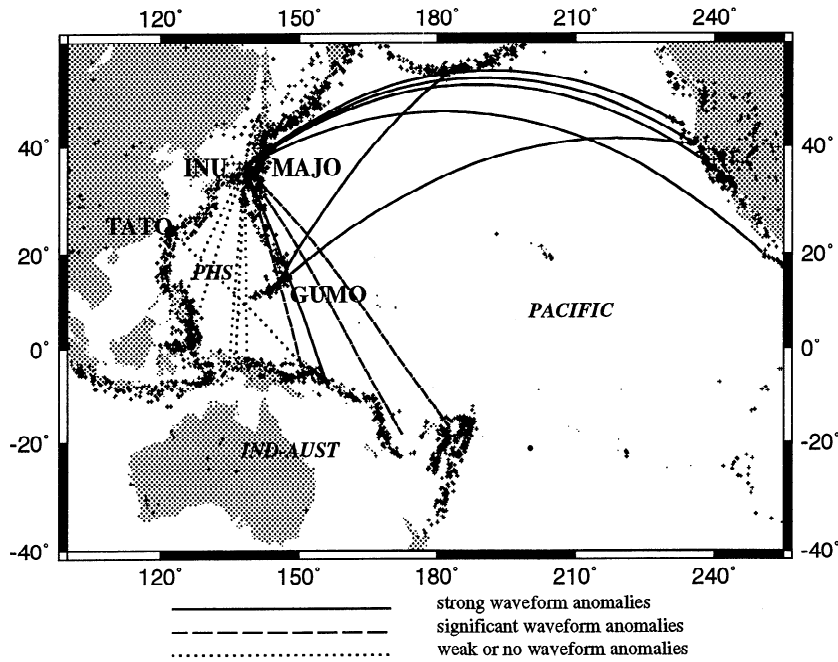 120° 150° 180° 210° 240°
40° 40°
INU MAJO
TATO
20° 20°
PHS
GUMO
PACIFIC
0° 0°
-20° -20°
IND-AUST
-40° -40°
120° 150° 180° 210° 240°
strong waveform anomalies
significant waveform anomalies
weak or no waveform anomalies